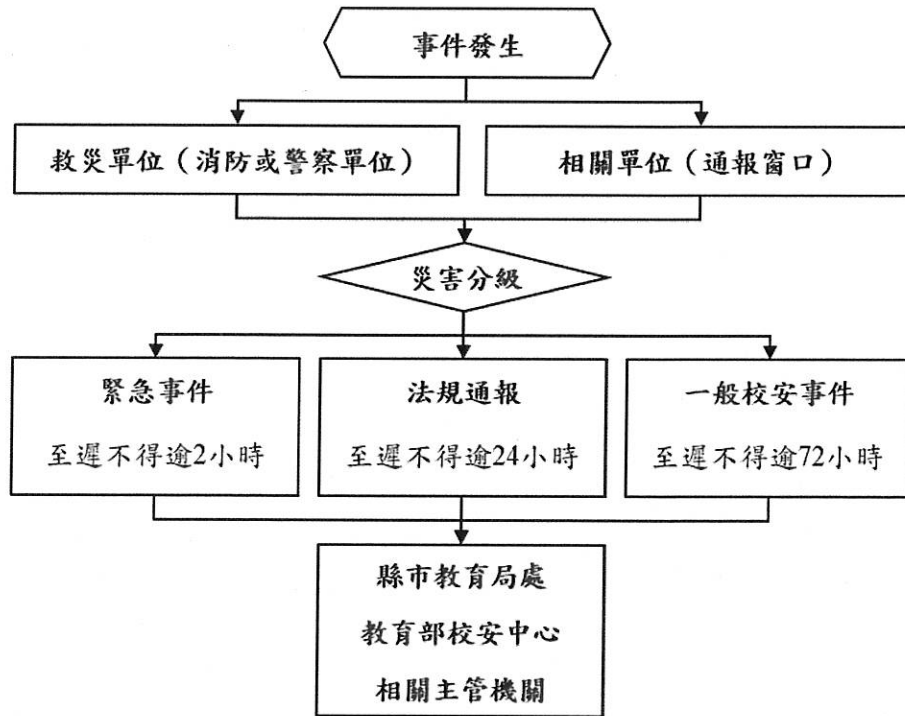 事件發生
救災單位（消防或警察單位）
相關單位（通報窗口）
災害分級
緊急事件
至遲不得逾2小時
法規通報
至遲不得逾24小時
一般校安事件
至遲不得逾72小時
縣市教育局處
教育部校安中心
相關主管機關